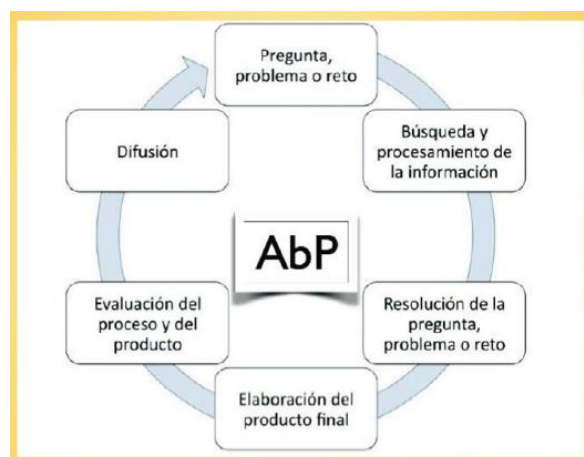 Pregunta,
problema o reto
Búsqueda y
procesamiento de
la información
Resolución de la
pregunta,
problema o reto
Elaboración del
producto final
Evaluación del
proceso y del
producto
Difusión
AbP